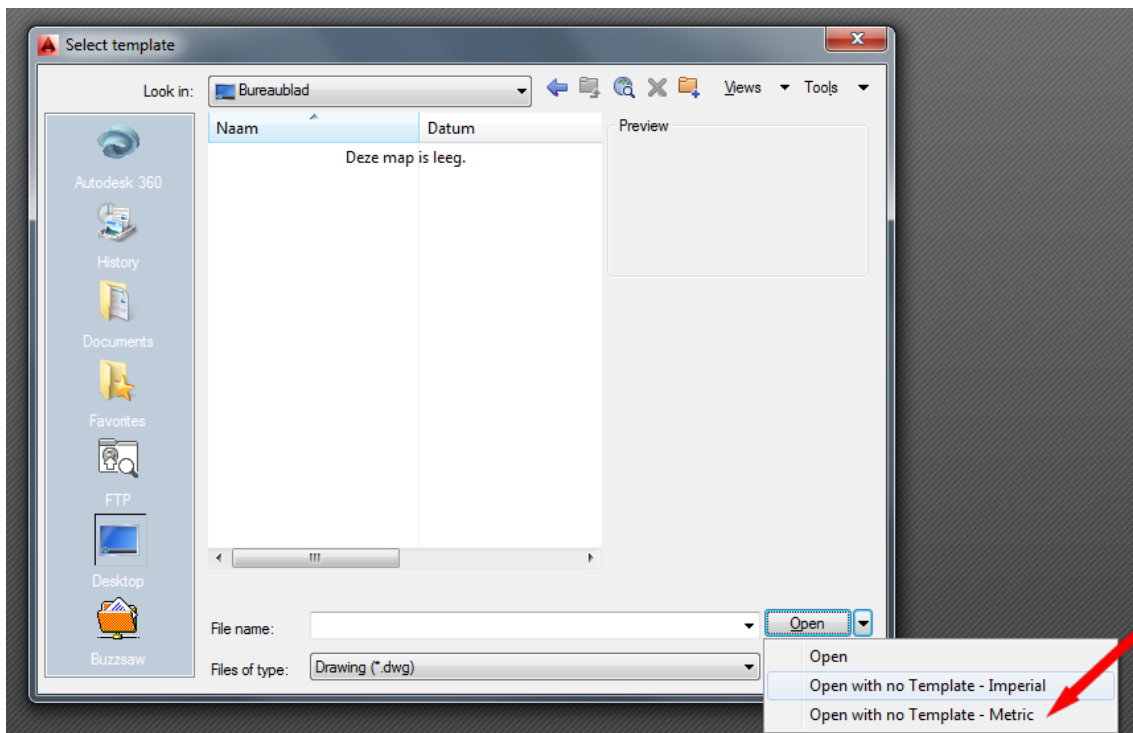 Select template
Look in: Bureaublad Views Tools
Naam Datum Preview
Deze map is leeg.
Autodesk 360
History
Documents
Favorites
FTP
Desktop
Buzzsaw
File name: Open
Files of type: Drawing (*.dwg)
Open
Open with no Template - Imperial
Open with no Template - Metric